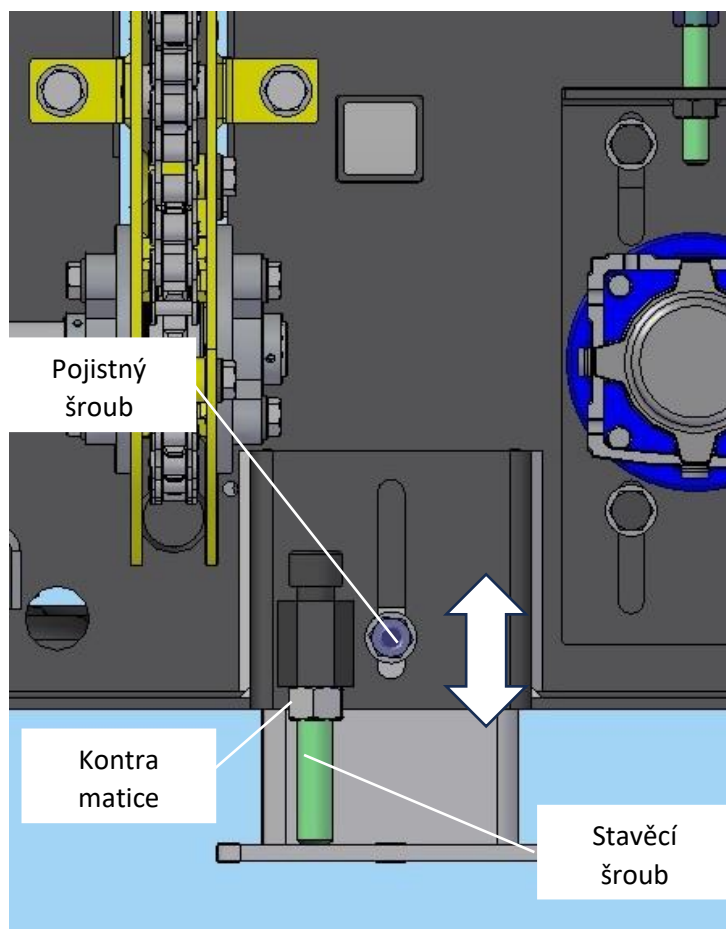 Pojistný
šroub
Kontra
matice
Stavěcí
šroub